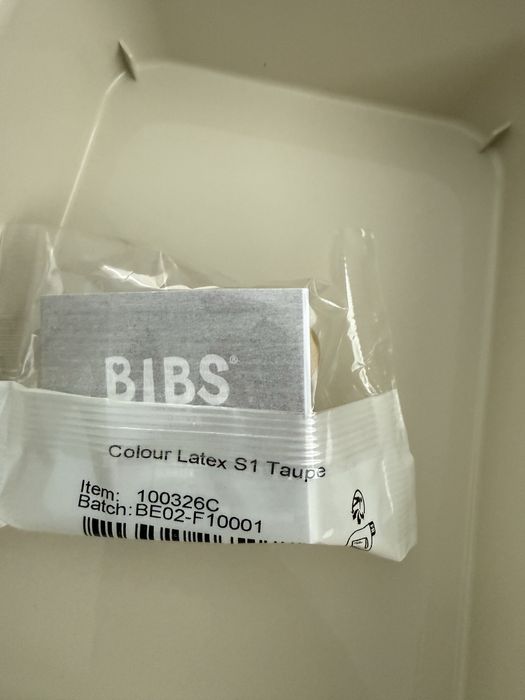 BIBS®
Colour Latex S1 Taupe
Item: 100326C
Batch: BE02-F10001